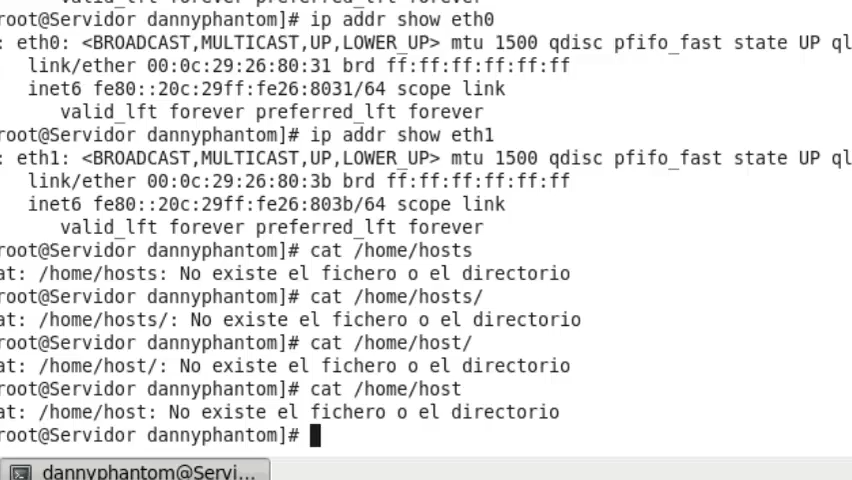 root@Servidor dannyphantom]# ip addr show eth0
: eth0: <BROADCAST,MULTICAST,UP,LOWER_UP> mtu 1500 qdisc pfifo_fast state UP ql
link/ether 00:0c:29:26:80:31 brd ff:ff:ff:ff:ff:ff
inet6 fe80::20c:29ff:fe26:8031/64 scope link
valid_lft forever preferred_lft forever
root@Servidor dannyphantom]# ip addr show eth1
: eth1: <BROADCAST,MULTICAST,UP,LOWER_UP> mtu 1500 qdisc pfifo_fast state UP ql
link/ether 00:0c:29:26:80:3b brd ff:ff:ff:ff:ff:ff
inet6 fe80::20c:29ff:fe26:803b/64 scope link
valid_lft forever preferred_lft forever
root@Servidor dannyphantom]# cat /home/hosts
at: /home/hosts: No existe el fichero o el directorio
root@Servidor dannyphantom]# cat /home/hosts/
at: /home/hosts/: No existe el fichero o el directorio
root@Servidor dannyphantom]# cat /home/host/
at: /home/host/: No existe el fichero o el directorio
root@Servidor dannyphantom]# cat /home/host
at: /home/host: No existe el fichero o el directorio
root@Servidor dannyphantom]#
dannyphantom@Servi...